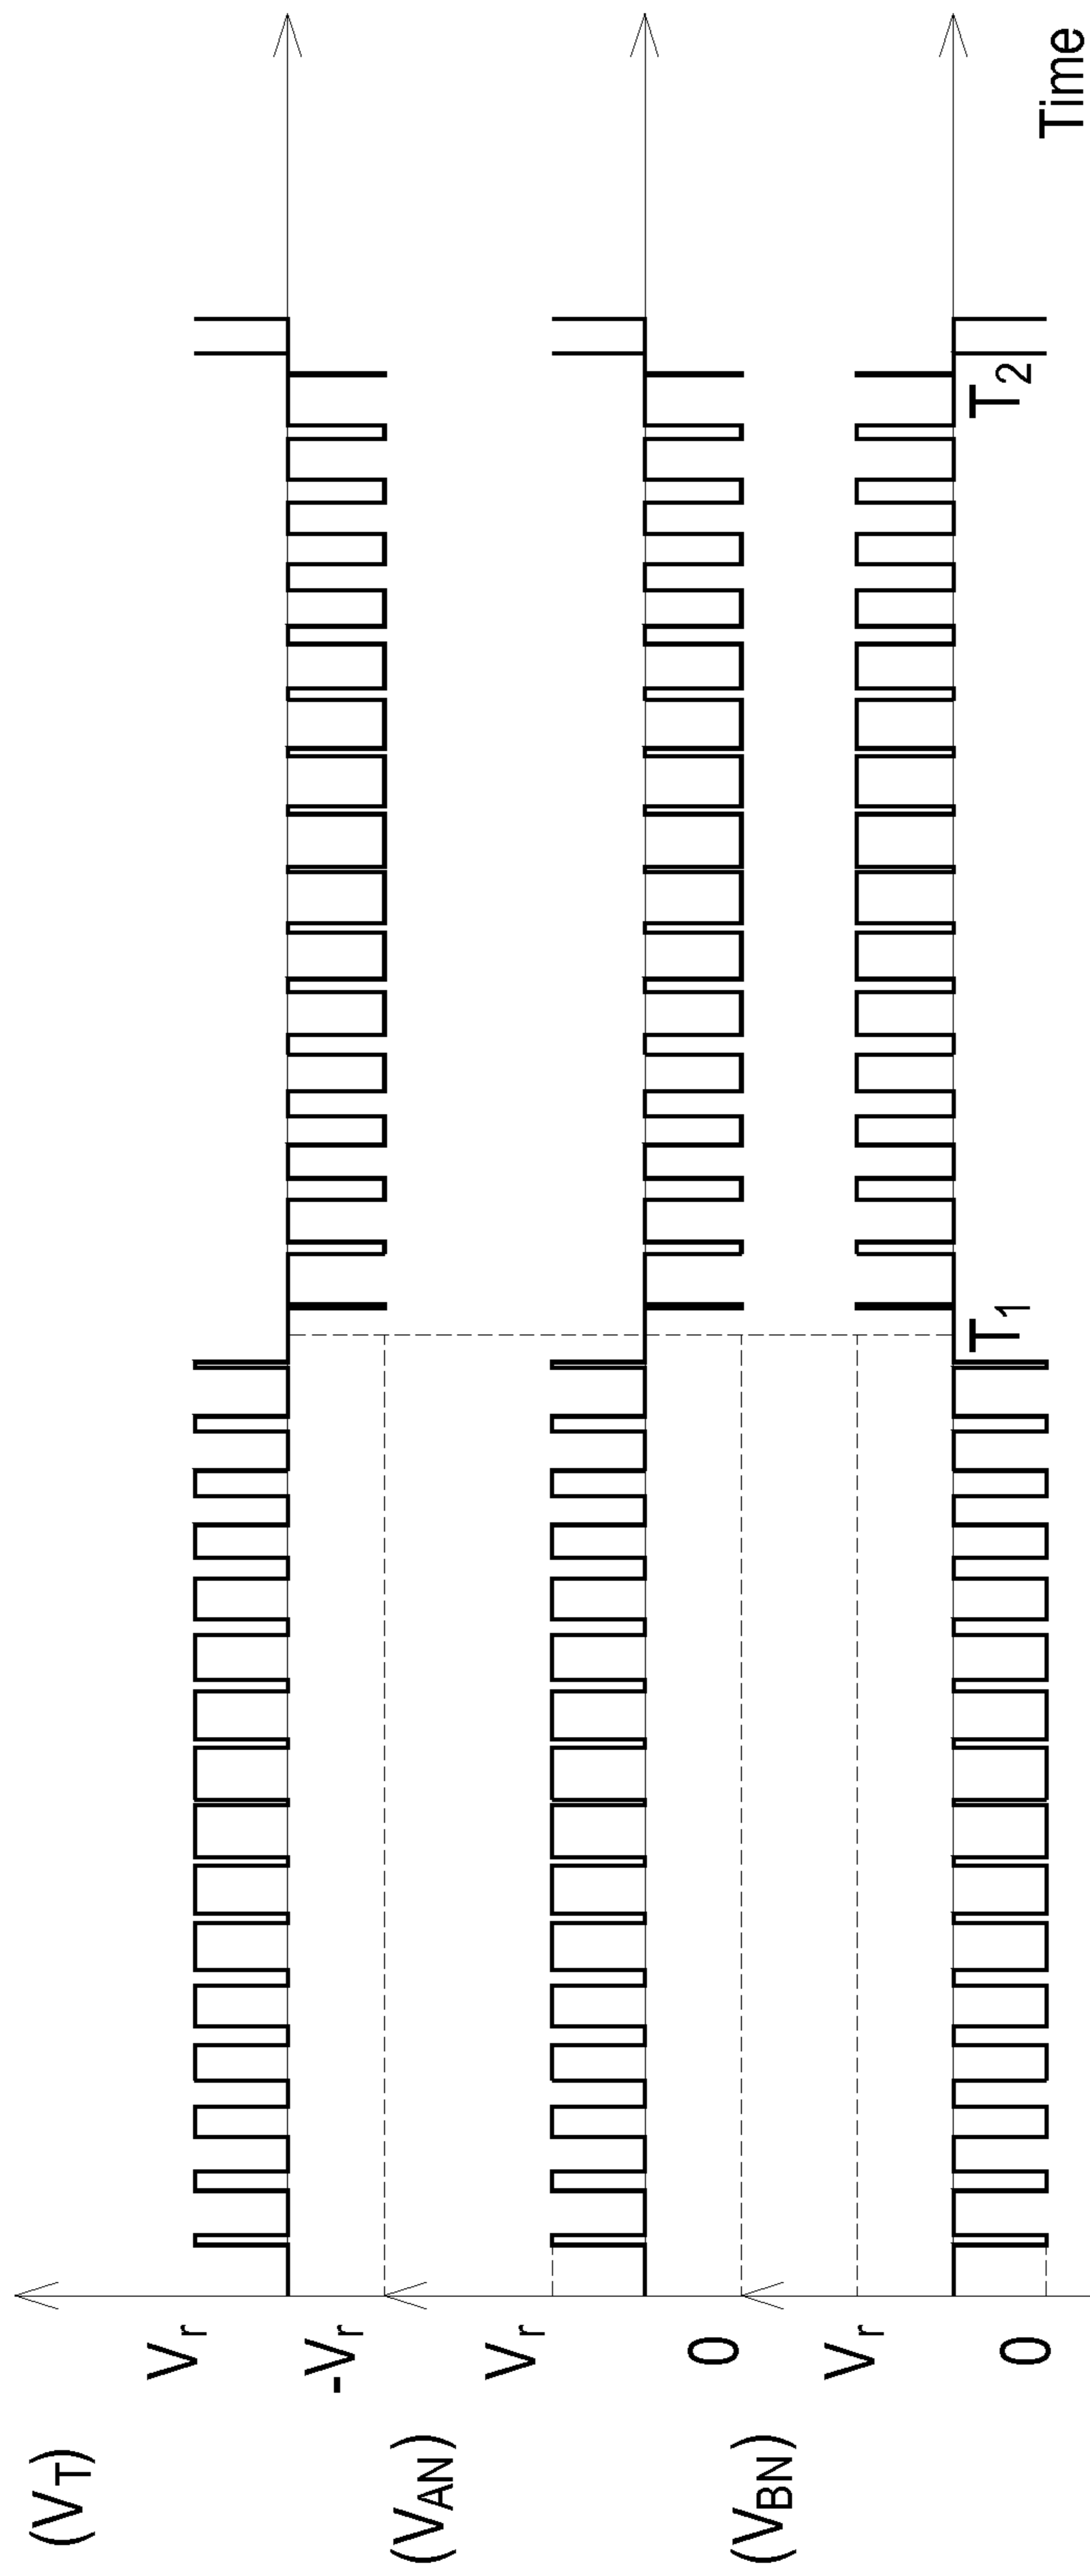 (V_T)
V_r
-V_r
(V_AN)
V_r
0
(V_BN)
V_r
0
T_1
T_2
Time